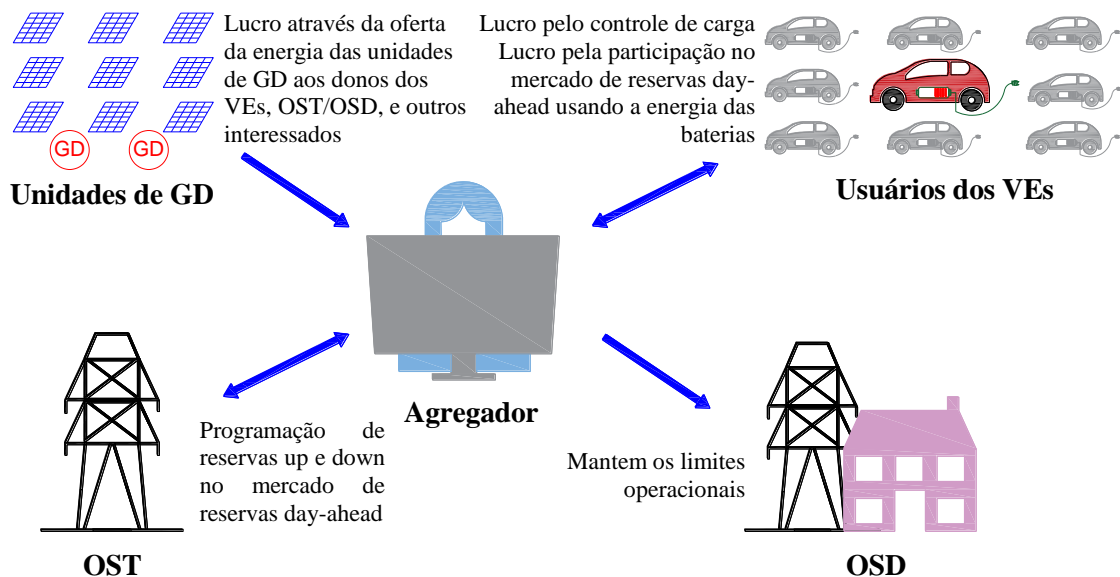 Lucro através da oferta
da energia das unidades
de GD aos donos dos
VEs, OST/OSD, e outros
interessados
GD
GD
Unidades de GD
Lucro pelo controle de carga
Lucro pela participação no
mercado de reservas day-
ahead usando a energia das
baterias
Usuários dos VEs
Agregador
Programação de
reservas up e down
no mercado de
reservas day-ahead
OST
Mantem os limites
operacionais
OSD